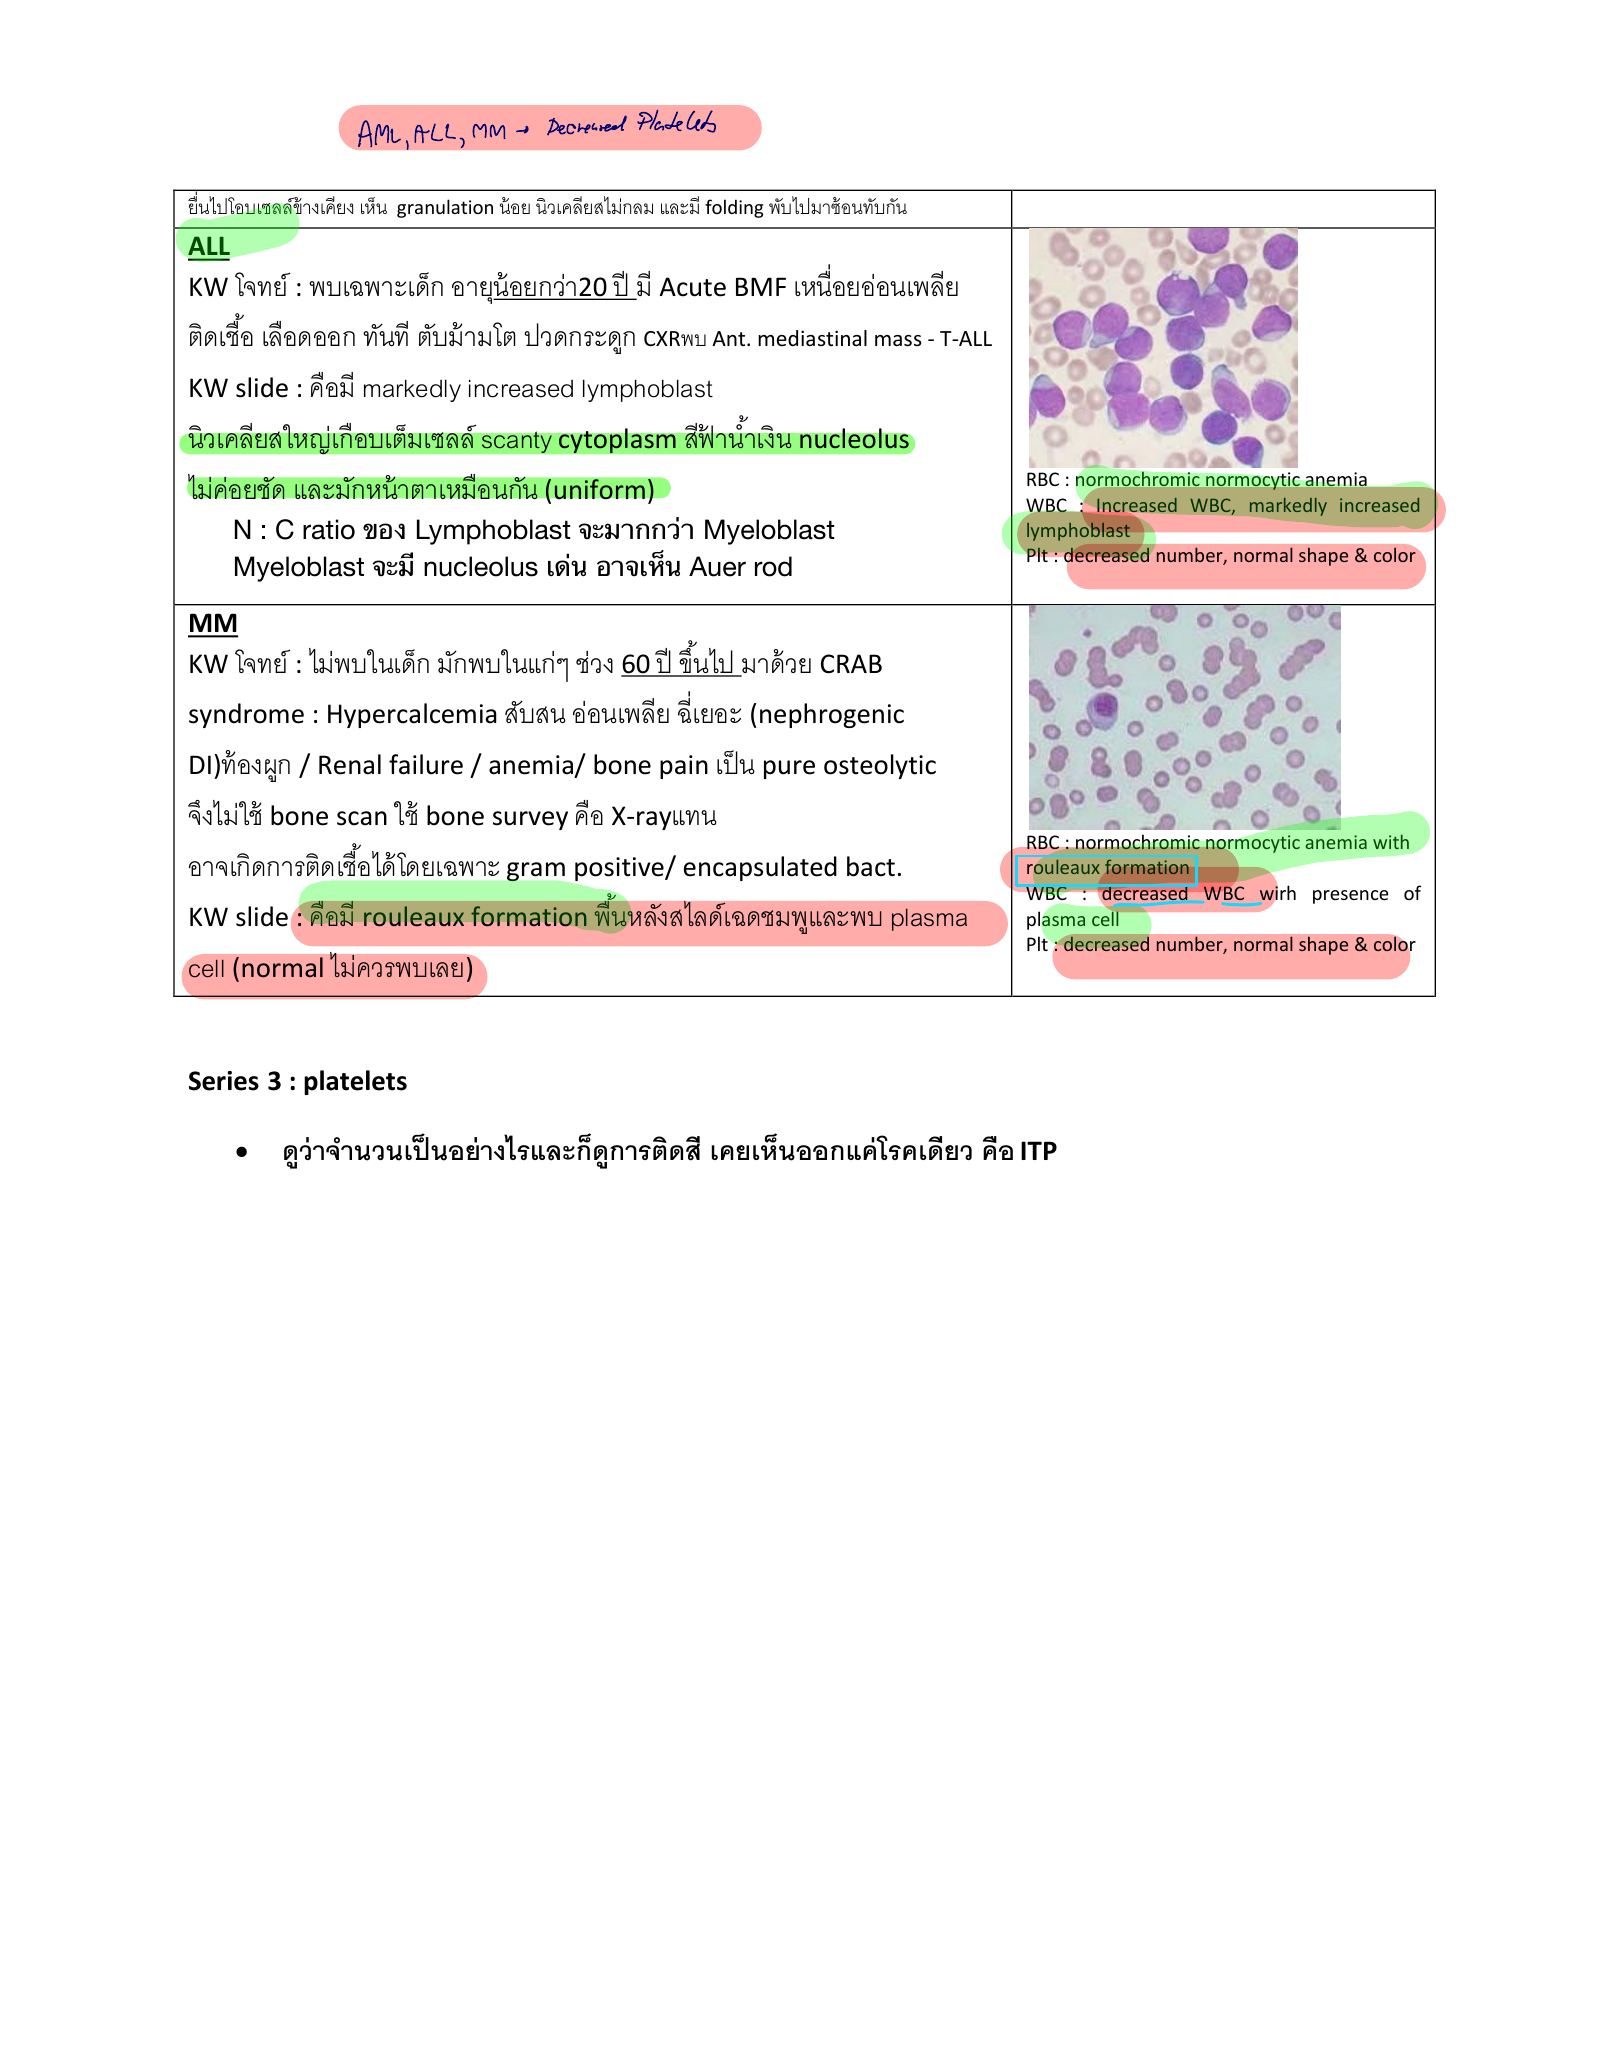 AML, ALL, MM → Decreased Platelets
ยื่นไปโอบเซลล์ข้างเคียง เห็น granulation น้อย นิวเคลียสไม่กลม และมี folding พับไปมาซ้อนทับกัน
ALL
KW โจทย์ : พบเฉพาะเด็ก อายุน้อยกว่า20 ปี มี Acute BMF เหนื่อยอ่อนเพลีย
ติดเชื้อ เลือดออก ทันที ตับม้ามโต ปวดกระดูก CXRพบ Ant. mediastinal mass - T-ALL
KW slide : คือมี markedly increased lymphoblast
นิวเคลียสใหญ่เกือบเต็มเซลล์ scanty cytoplasm สีฟ้าน้ำเงิน nucleolus
ไม่ค่อยชัด และมักหน้าตาเหมือนกัน (uniform)
N : C ratio ของ Lymphoblast จะมากกว่า Myeloblast
Myeloblast จะมี nucleolus เด่น อาจเห็น Auer rod
RBC : normochromic normocytic anemia
WBC : Increased WBC, markedly increased
lymphoblast
Plt : decreased number, normal shape & color
MM
KW โจทย์ : ไม่พบในเด็ก มักพบในแก่ๆ ช่วง 60 ปี ขึ้นไป มาด้วย CRAB
syndrome : Hypercalcemia สับสน อ่อนเพลีย ฉี่เยอะ (nephrogenic
DI)ท้องผูก / Renal failure / anemia/ bone pain เป็น pure osteolytic
จึงไม่ใช้ bone scan ใช้ bone survey คือ X-rayแทน
อาจเกิดการติดเชื้อได้โดยเฉพาะ gram positive/ encapsulated bact.
KW slide : คือมี rouleaux formation พื้นหลังสไลด์เฉดชมพูและพบ plasma
cell (normal ไม่ควรพบเลย)
RBC : normochromic normocytic anemia with
rouleaux formation
WBC : decreased WBC wirh presence of
plasma cell
Plt : decreased number, normal shape & color
Series 3 : platelets
• ดูว่าจำนวนเป็นอย่างไรและก็ดูการติดสี เคยเห็นออกแค่โรคเดียว คือ ITP